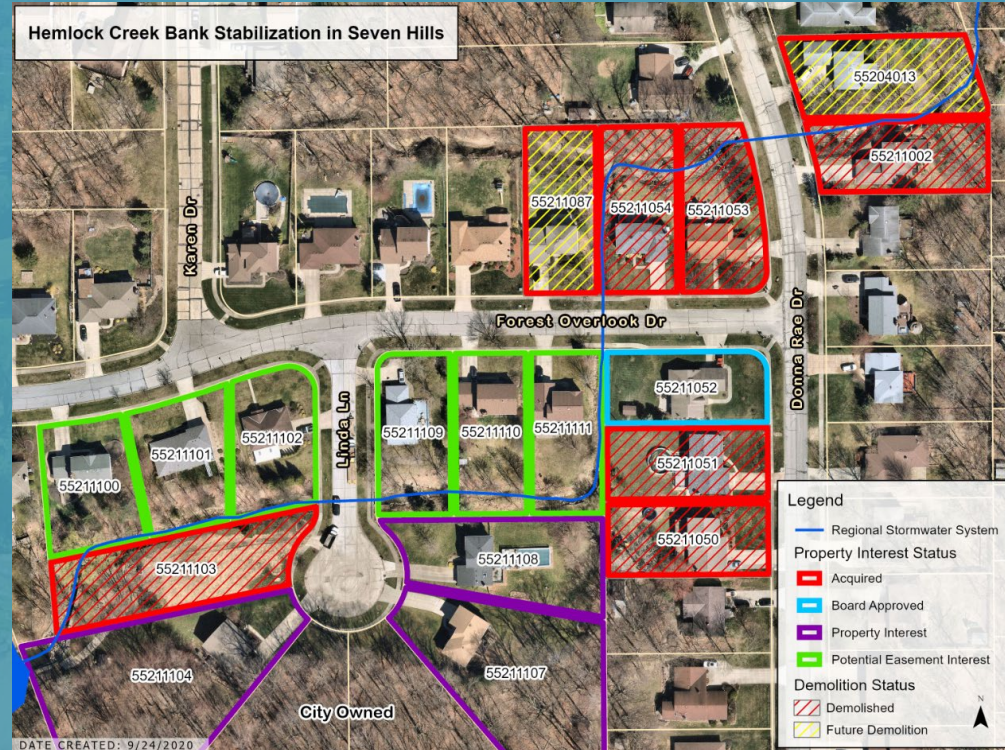 Hemlock Creek Bank Stabilization in Seven Hills
55204013
55211002
55211087
55211054
55211053
Karen Dr
Forest Overlook Dr
Donna Rae Dr
55211052
55211109
55211110
55211111
55211102
55211101
55211100
Linda Ln
55211051
55211050
55211103
55211108
55211104
55211107
City Owned
Legend
Regional Stormwater System
Property Interest Status
Acquired
Board Approved
Property Interest
Potential Easement Interest
Demolition Status
Demolished
Future Demolition
N
DATE CREATED: 9/24/2020